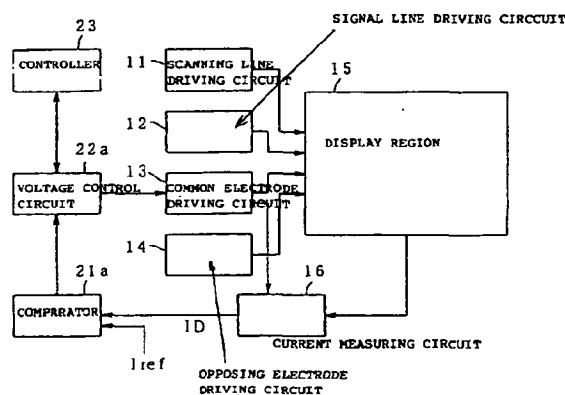 SIGNAL LINE DRIVING CIRCCUIT
23
CONTROLLER
11
SCANNING LINE
DRIVING CIRCUIT
15
12
DISPLAY REGION
22a
VOLTAGE CONTROL
CIRCUIT
13
COMMON ELECTRODE
DRIVING CIRCUIT
14
21a
COMPARATOR
16
ID
Iref
CURRENT MEASURING CIRCUIT
OPPOSING ELECTRODE
DRIVING CIRCUIT